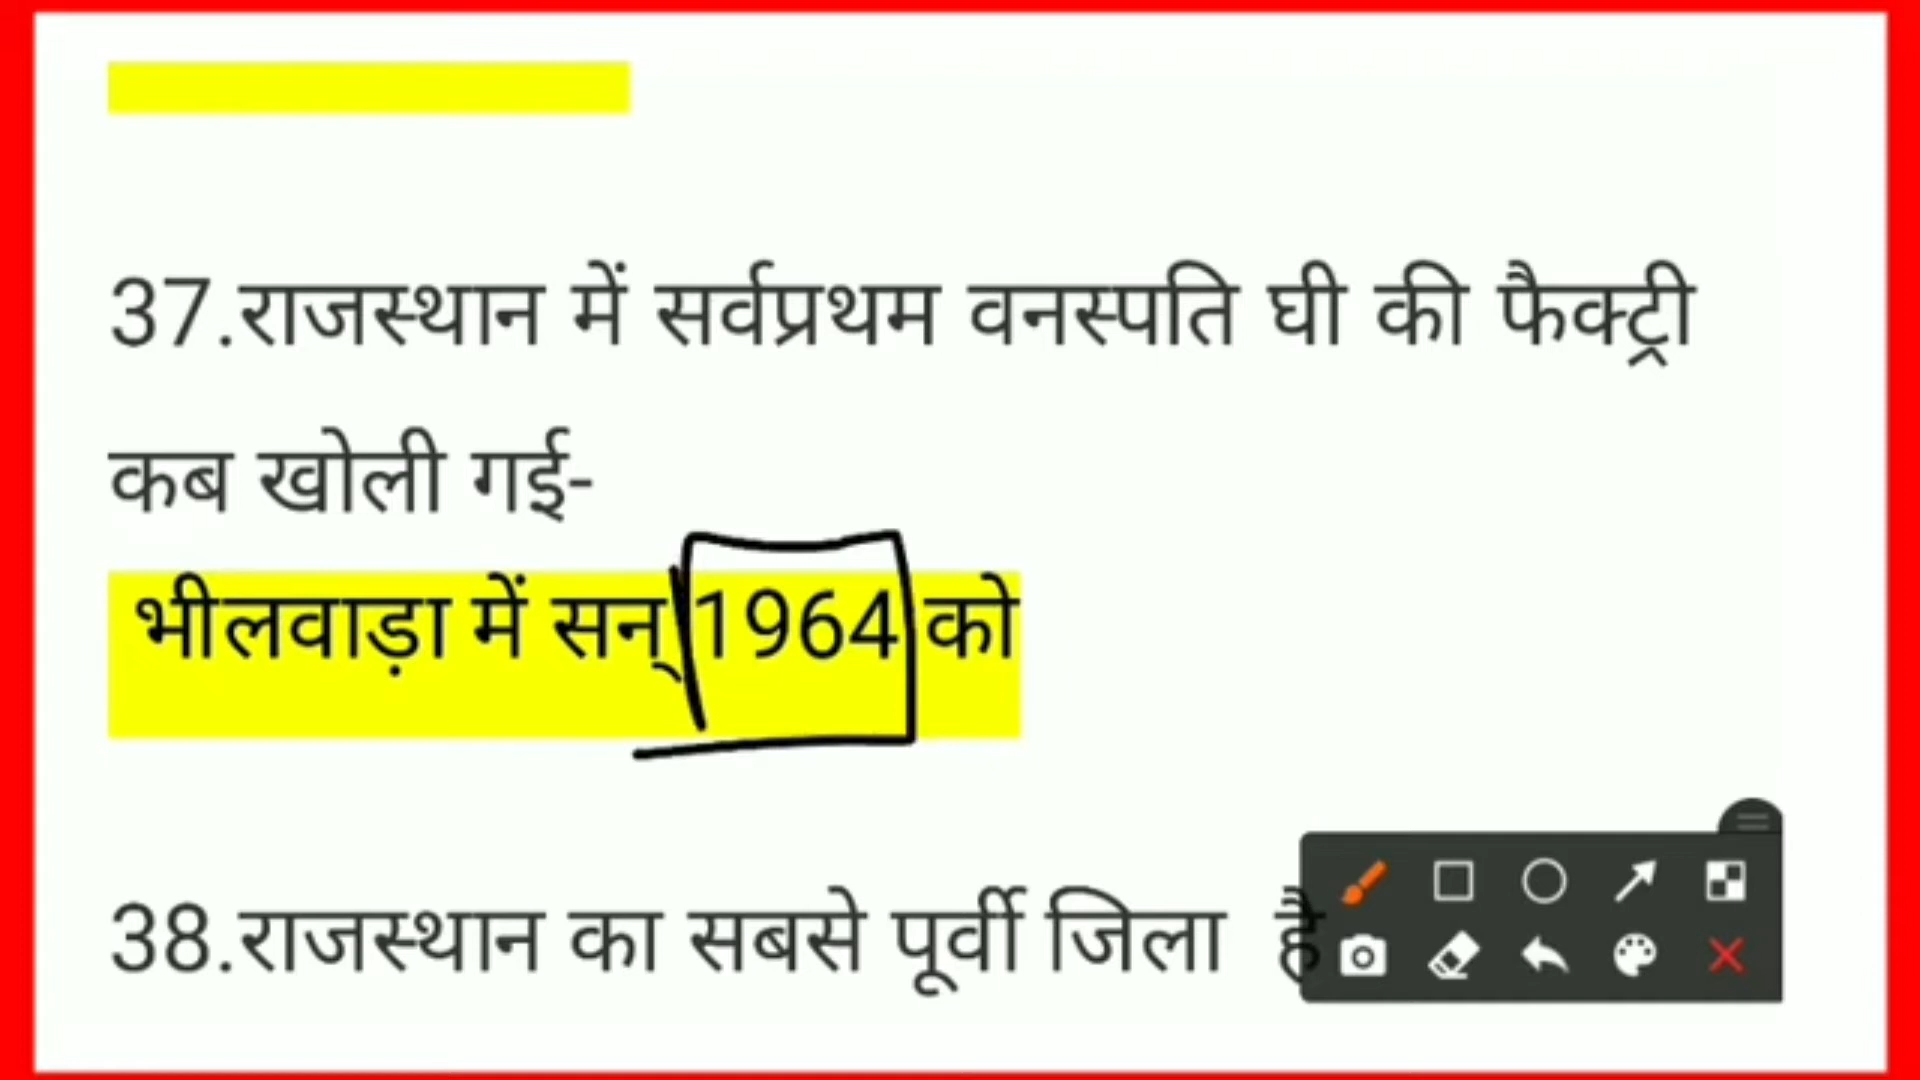 37.राजस्थान में सर्वप्रथम वनस्पति घी की फैक्ट्री
कब खोली गई-
भीलवाड़ा में सन् 1964 को
38.राजस्थान का सबसे पूर्वी जिला है